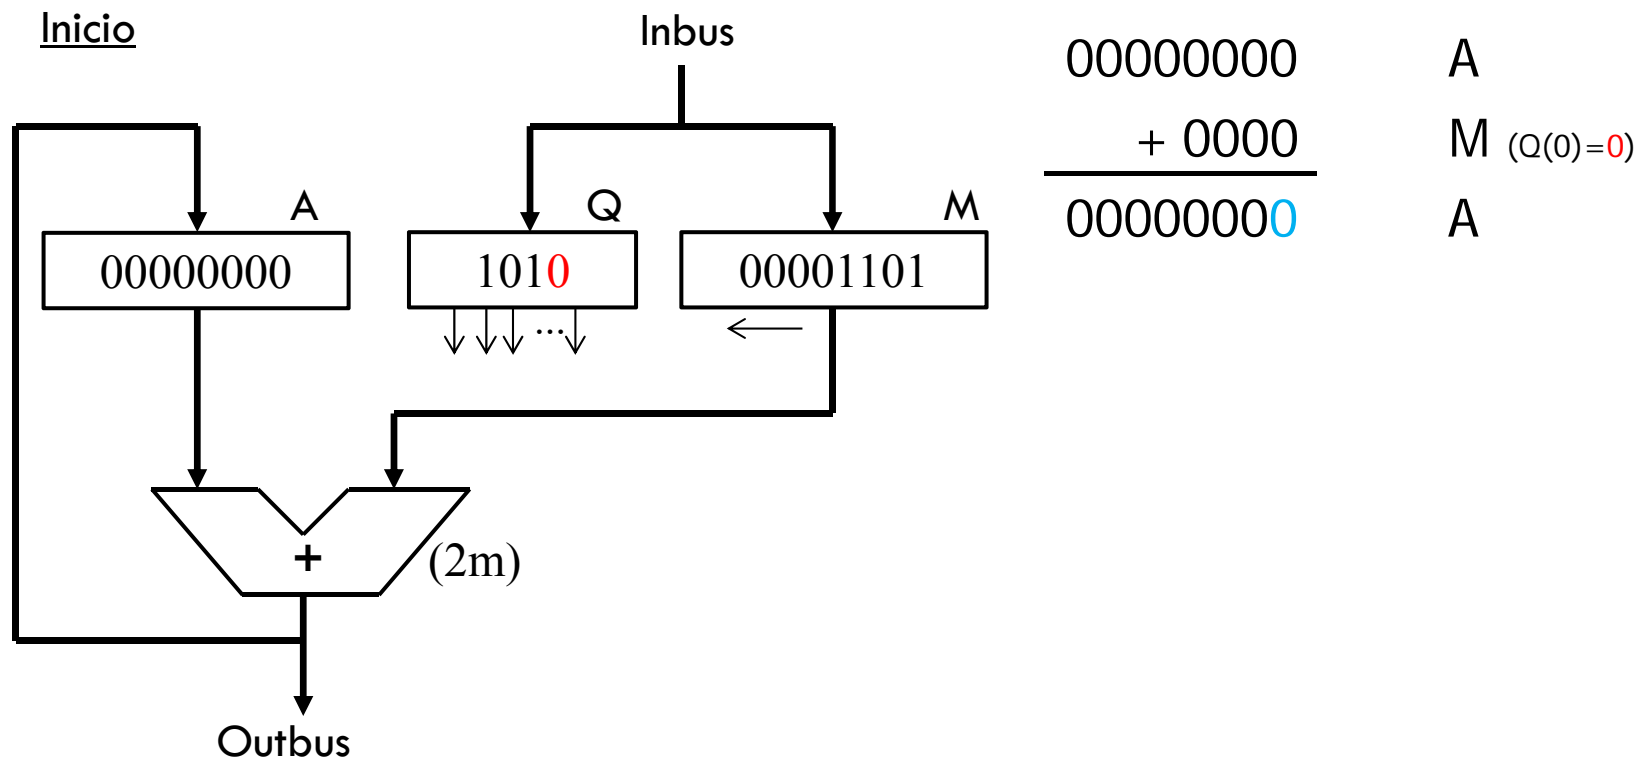 Inicio
Inbus
A
Q
M
00000000
1010
00001101
...
+
(2m)
Outbus
00000000 A
+ 0000 M (Q(0)=0)
00000000 A